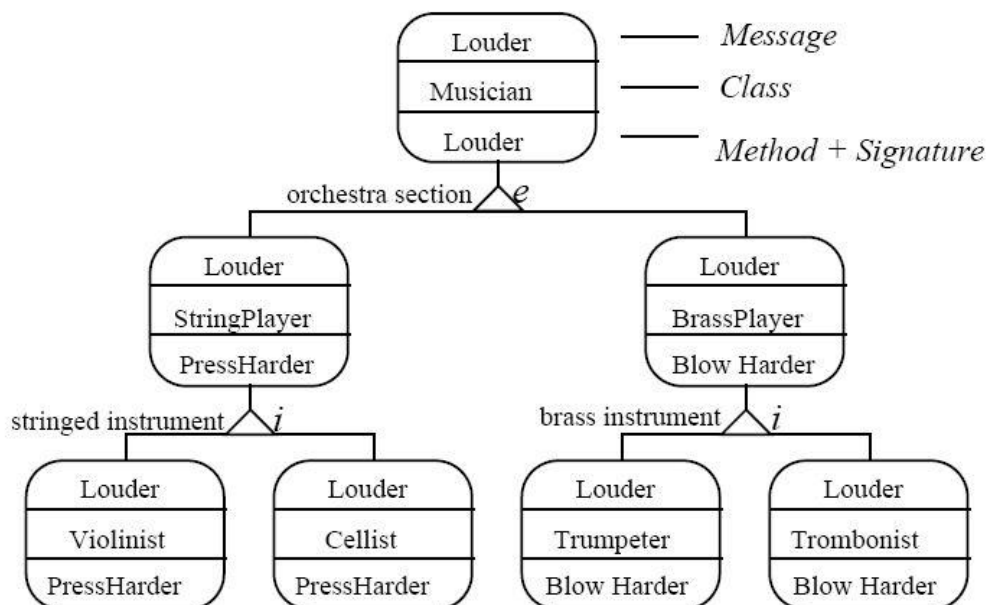 Louder
Musician
Louder
Message
Class
Method + Signature
orchestra section
e
Louder
StringPlayer
PressHarder
Louder
BrassPlayer
Blow Harder
stringed instrument
i
brass instrument
i
Louder
Violinist
PressHarder
Louder
Cellist
PressHarder
Louder
Trumpeter
Blow Harder
Louder
Trombonist
Blow Harder